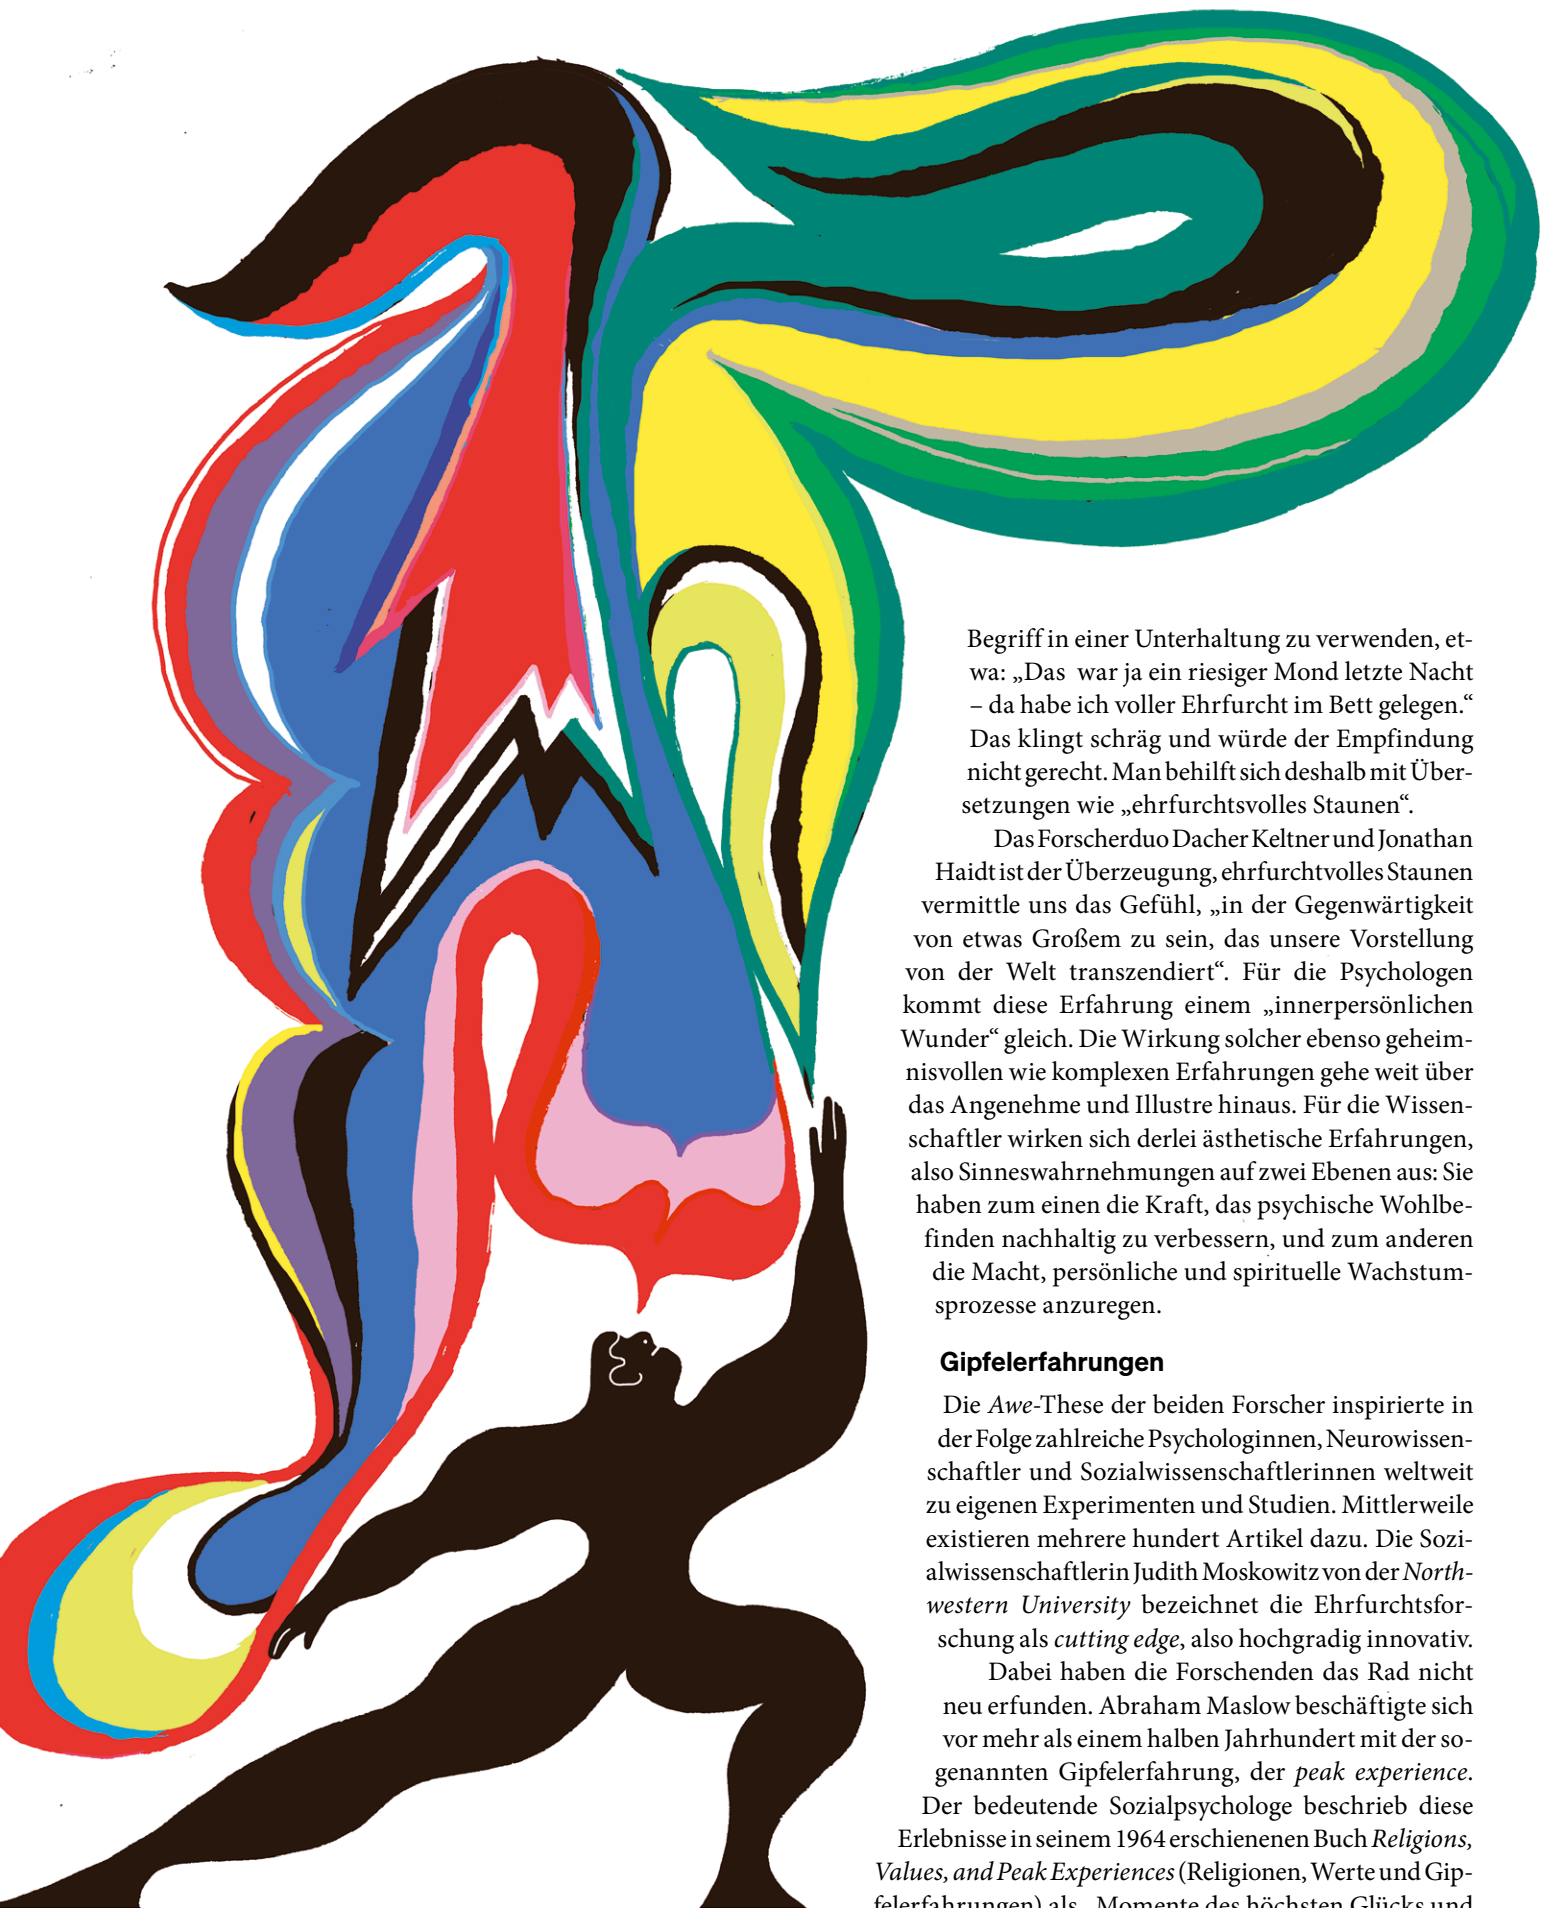 Begriff in einer Unterhaltung zu verwenden, et-
wa: „Das war ja ein riesiger Mond letzte Nacht
– da habe ich voller Ehrfurcht im Bett gelegen.“
Das klingt schräg und würde der Empfindung
nicht gerecht. Man behilft sich deshalb mit Über-
setzungen wie „ehrfurchtsvolles Staunen“.
Das Forscherduo Dacher Keltner und Jonathan
Haidt ist der Überzeugung, ehrfurchtvolles Staunen
vermittle uns das Gefühl, „in der Gegenwärtigkeit
von etwas Großem zu sein, das unsere Vorstellung
von der Welt transzendiert“. Für die Psychologen
kommt diese Erfahrung einem „innerpersönlichen
Wunder“ gleich. Die Wirkung solcher ebenso geheim-
nisvollen wie komplexen Erfahrungen gehe weit über
das Angenehme und Illustre hinaus. Für die Wissen-
schaftler wirken sich derlei ästhetische Erfahrungen,
also Sinneswahrnehmungen auf zwei Ebenen aus: Sie
haben zum einen die Kraft, das psychische Wohlbe-
finden nachhaltig zu verbessern, und zum anderen
die Macht, persönliche und spirituelle Wachstum-
sprozesse anzuregen.
Gipfelerfahrungen
Die Awe-These der beiden Forscher inspirierte in
der Folge zahlreiche Psychologinnen, Neurowissen-
schaftler und Sozialwissenschaftlerinnen weltweit
zu eigenen Experimenten und Studien. Mittlerweile
existieren mehrere hundert Artikel dazu. Die Sozi-
alwissenschaftlerin Judith Moskowitz von der North-
western University bezeichnet die Ehrfurchtsfor-
schung als cutting edge, also hochgradig innovativ.
Dabei haben die Forschenden das Rad nicht
neu erfunden. Abraham Maslow beschäftigte sich
vor mehr als einem halben Jahrhundert mit der so-
genannten Gipfelerfahrung, der peak experience.
Der bedeutende Sozialpsychologe beschrieb diese
Erlebnisse in seinem 1964 erschienenen Buch Religions,
Values, and Peak Experiences (Religionen, Werte und Gip-
felerfahrungen) als „Momente des höchsten Glücks und